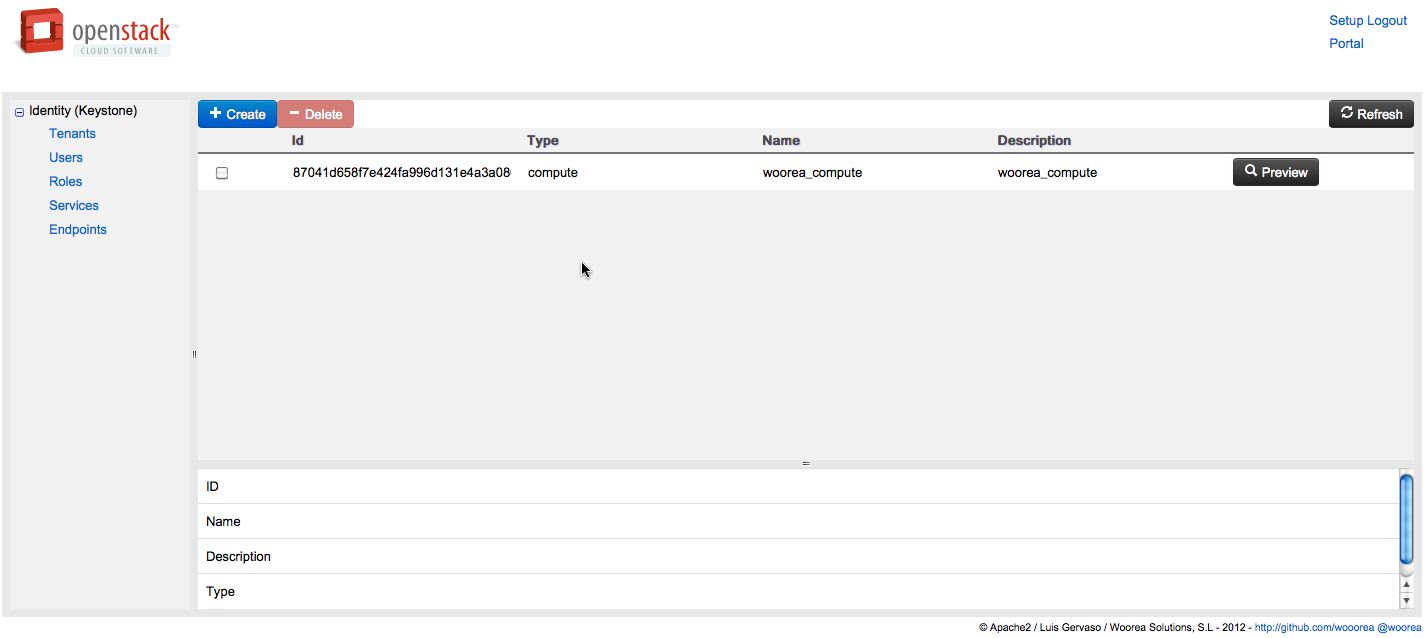 openstack
CLOUD SOFTWARE
Setup Logout
Portal
Identity (Keystone)
Tenants
Users
Roles
Services
Endpoints
Create Delete Refresh
Id Type Name Description
87041d658f7e424fa996d131e4a3a08 compute woorea_compute woorea_compute Preview
ID
Name
Description
Type
© Apache2 / Luis Gervaso / Woorea Solutions, S.L - 2012 - http://github.com/wooorea @woorea